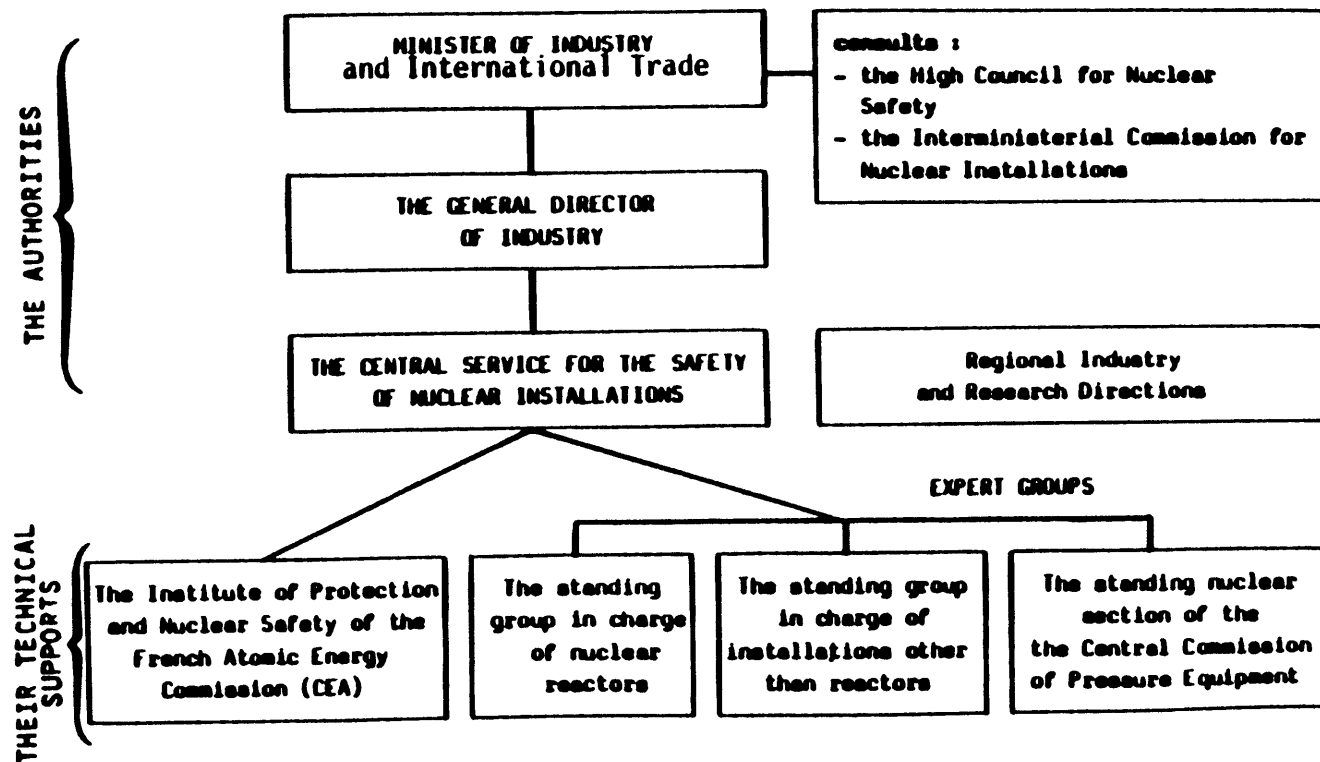 THE AUTHORITIES
MINISTER OF INDUSTRY
and International Trade
consults :
- the High Council for Nuclear
Safety
- the Interministerial Commission for
Nuclear Installations
THE GENERAL DIRECTOR
OF INDUSTRY
THE CENTRAL SERVICE FOR THE SAFETY
OF NUCLEAR INSTALLATIONS
Regional Industry
and Research Directions
EXPERT GROUPS
THEIR TECHNICAL
SUPPORTS
The Institute of Protection
and Nuclear Safety of the
French Atomic Energy
Commission (CEA)
The standing
group in charge
of nuclear
reactors
The standing group
in charge of
installations other
than reactors
The standing nuclear
section of the
the Central Commission
of Pressure Equipment